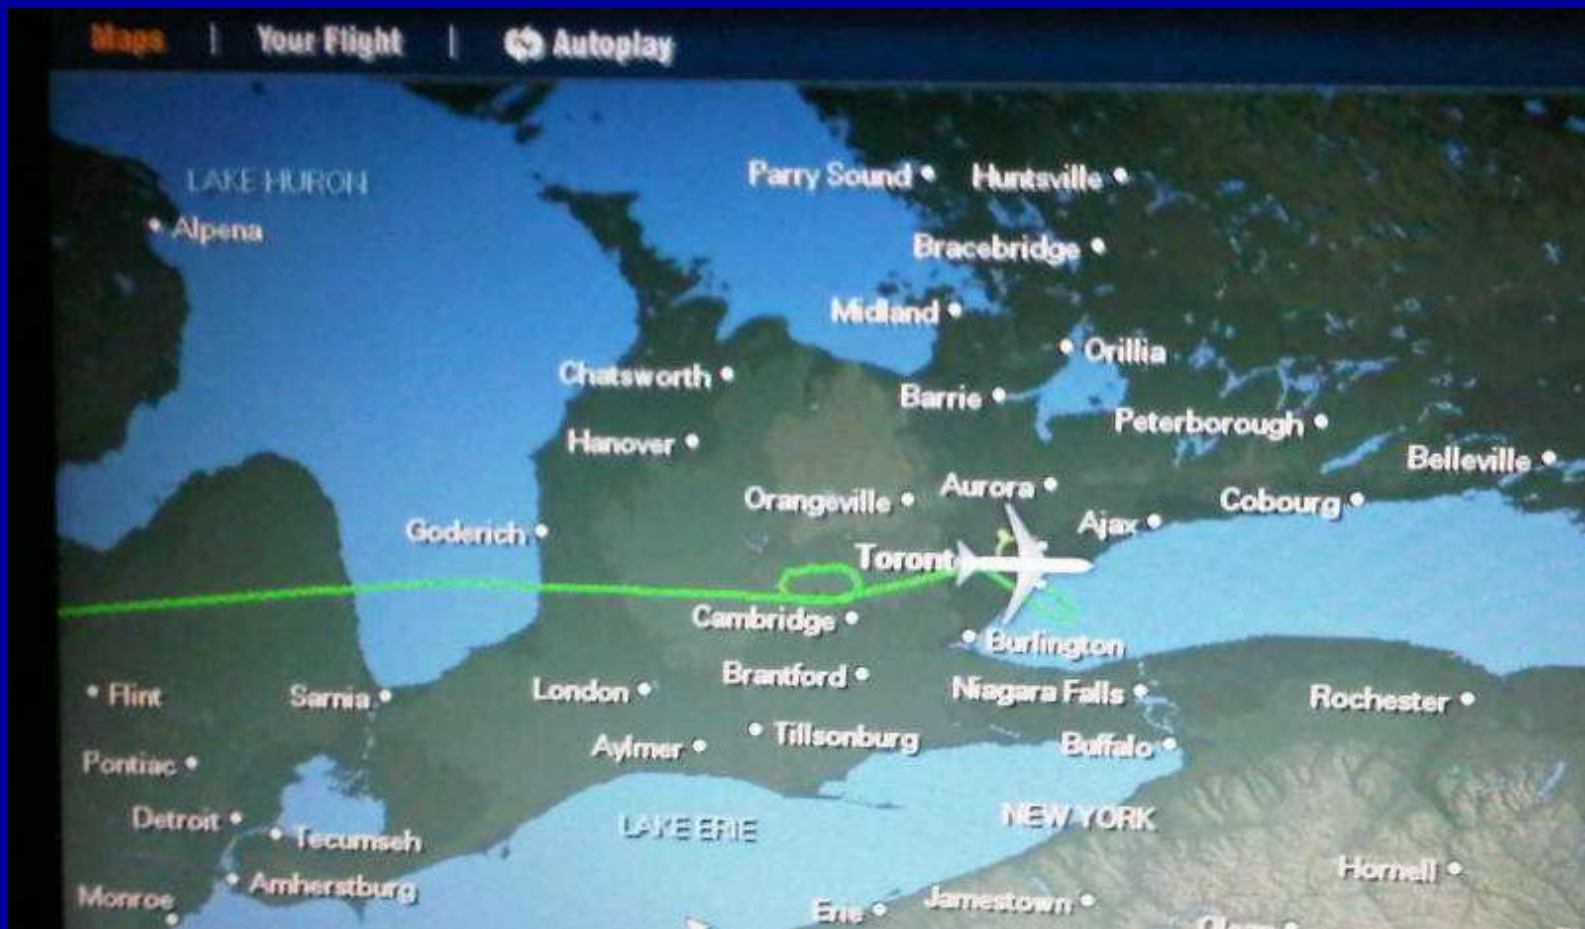 Maps | Your Flight | Autoplay
LAKE HURON
Parry Sound
Huntsville
Alpena
Bracebridge
Midland
Orillia
Chatsworth
Barrie
Peterborough
Hanover
Belleville
Orangeville
Aurora
Cobourg
Goderich
Ajax
Toront
Cambridge
Burlington
Flint
Sarnia
London
Brantford
Niagara Falls
Rochester
Pontiac
Aylmer
Tillsonburg
Buffalo
Detroit
Tecumseh
LAKE ERIE
NEW YORK
Hornell
Amherstburg
Monroe
Erie
Jamestown